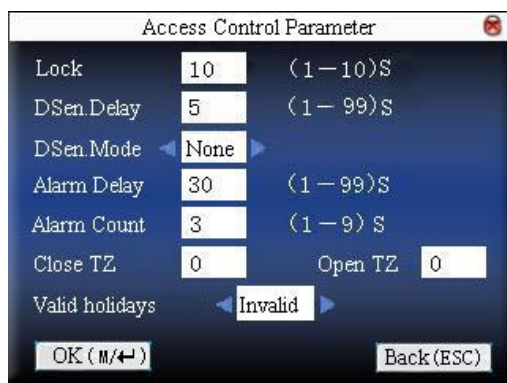 Access Control Parameter
Lock 10 (1—10)S
DSen.Delay 5 (1— 99)S
DSen.Mode None
Alarm Delay 30 (1—99)S
Alarm Count 3 (1—9) S
Close TZ 0 Open TZ 0
Valid holidays Invalid
OK (M/↵) Back (ESC)